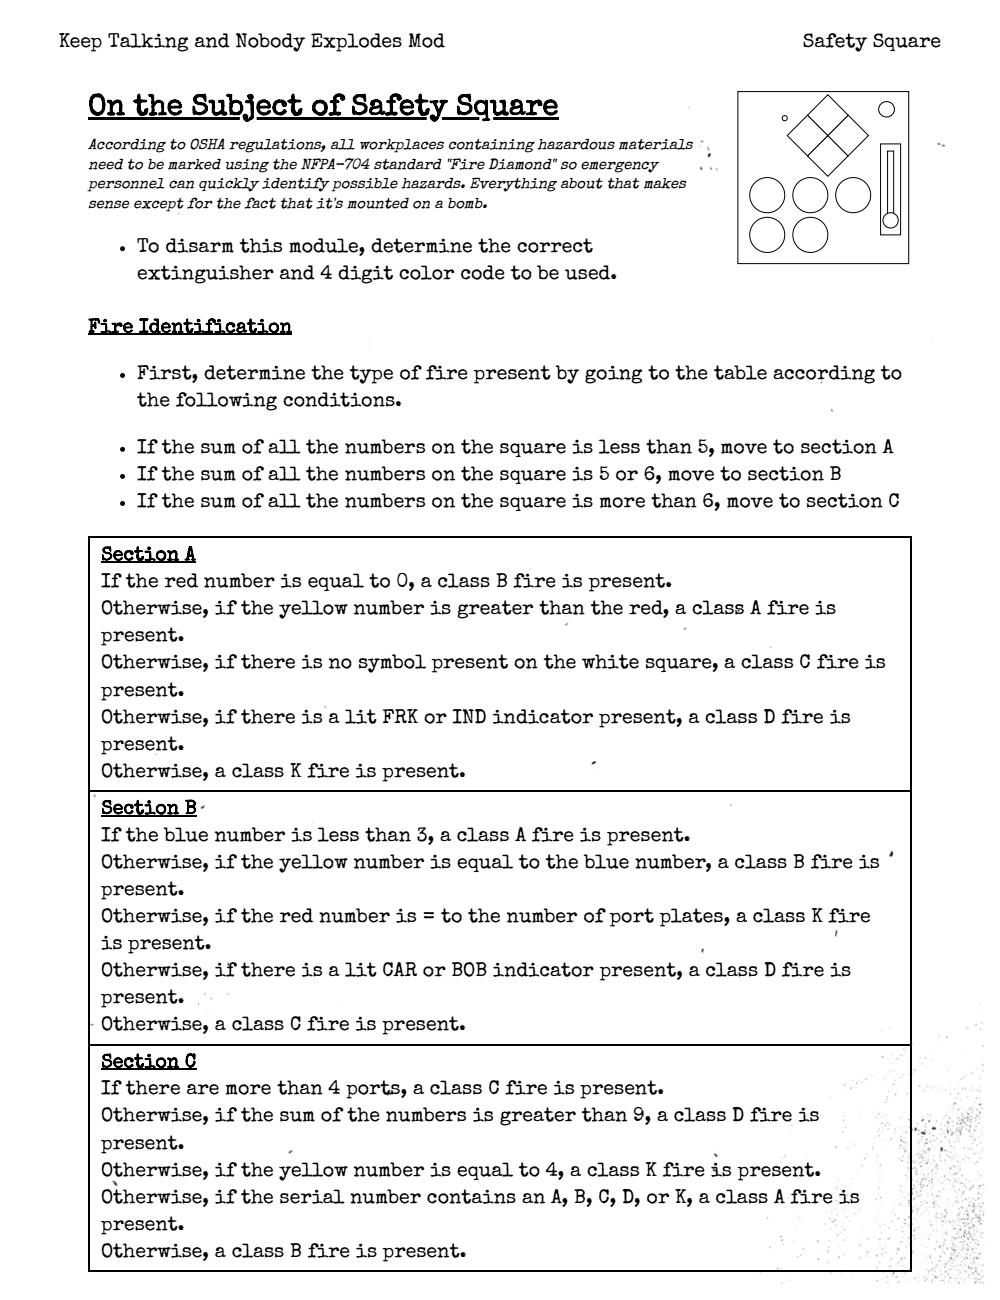 Keep Talking and Nobody Explodes Mod
Safety Square
On the Subject of Safety Square
According to OSHA regulations, all workplaces containing hazardous materials
need to be marked using the NFPA-704 standard "Fire Diamond" so emergency
personnel can quickly identify possible hazards. Everything about that makes
sense except for the fact that it's mounted on a bomb.
• To disarm this module, determine the correct
extinguisher and 4 digit color code to be used.
Fire Identification
• First, determine the type of fire present by going to the table according to
the following conditions.
• If the sum of all the numbers on the square is less than 5, move to section A
• If the sum of all the numbers on the square is 5 or 6, move to section B
• If the sum of all the numbers on the square is more than 6, move to section C
Section A
If the red number is equal to 0, a class B fire is present.
Otherwise, if the yellow number is greater than the red, a class A fire is
present.
Otherwise, if there is no symbol present on the white square, a class C fire is
present.
Otherwise, if there is a lit FRK or IND indicator present, a class D fire is
present.
Otherwise, a class K fire is present.
Section B
If the blue number is less than 3, a class A fire is present.
Otherwise, if the yellow number is equal to the blue number, a class B fire is
present.
Otherwise, if the red number is = to the number of port plates, a class K fire
is present.
Otherwise, if there is a lit CAR or BOB indicator present, a class D fire is
present.
Otherwise, a class C fire is present.
Section C
If there are more than 4 ports, a class C fire is present.
Otherwise, if the sum of the numbers is greater than 9, a class D fire is
present.
Otherwise, if the yellow number is equal to 4, a class K fire is present.
Otherwise, if the serial number contains an A, B, C, D, or K, a class A fire is
present.
Otherwise, a class B fire is present.